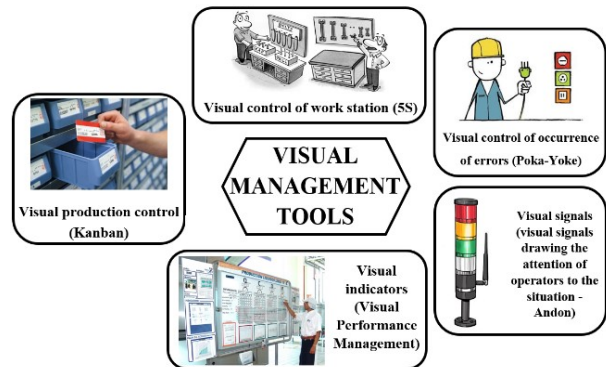 Visual control of work station (5S)
Visual control of occurrence
of errors (Poka-Yoke)
Visual production control
(Kanban)
VISUAL
MANAGEMENT
TOOLS
Visual signals
(visual signals
drawing the
attention of
operators to the
situation -
Andon)
Visual
indicators
(Visual
Performance
Management)